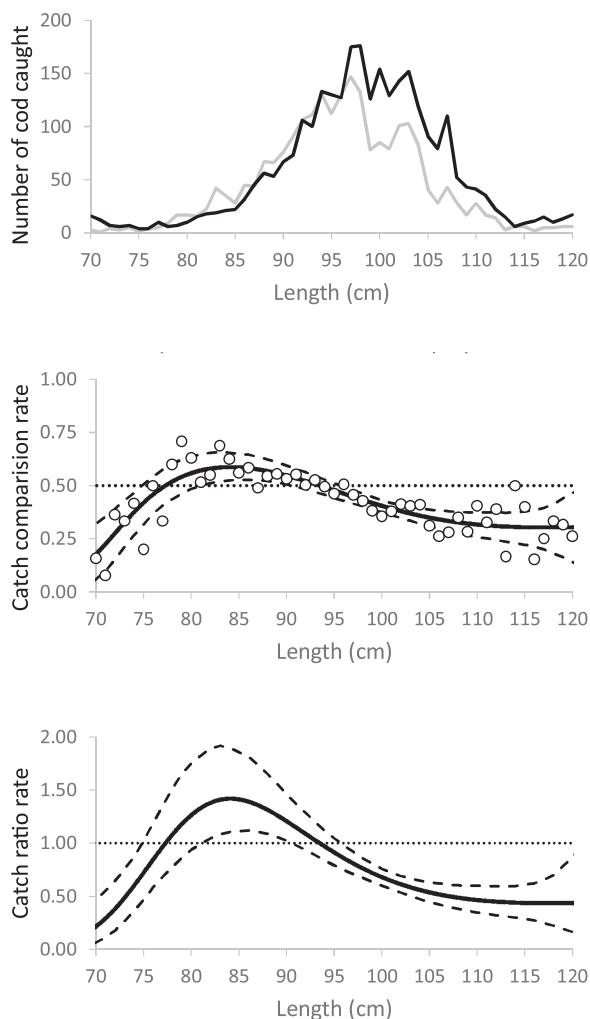 Number of cod caught
200
150
100
50
0
70 75 80 85 90 95 100 105 110 115 120
Length (cm)
Catch comparision rate
1.00
0.75
0.50
0.25
0.00
70 75 80 85 90 95 100 105 110 115 120
Length (cm)
Catch ratio rate
2.00
1.50
1.00
0.50
0.00
70 75 80 85 90 95 100 105 110 115 120
Length (cm)